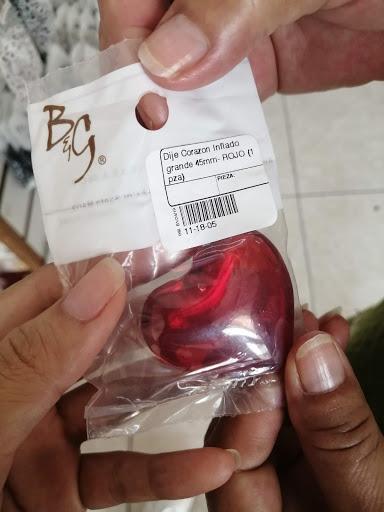 B&G®
Dije Corazon Inflado
grande 45mm- ROJO (1
pza)
PIEZA:
11-18-05